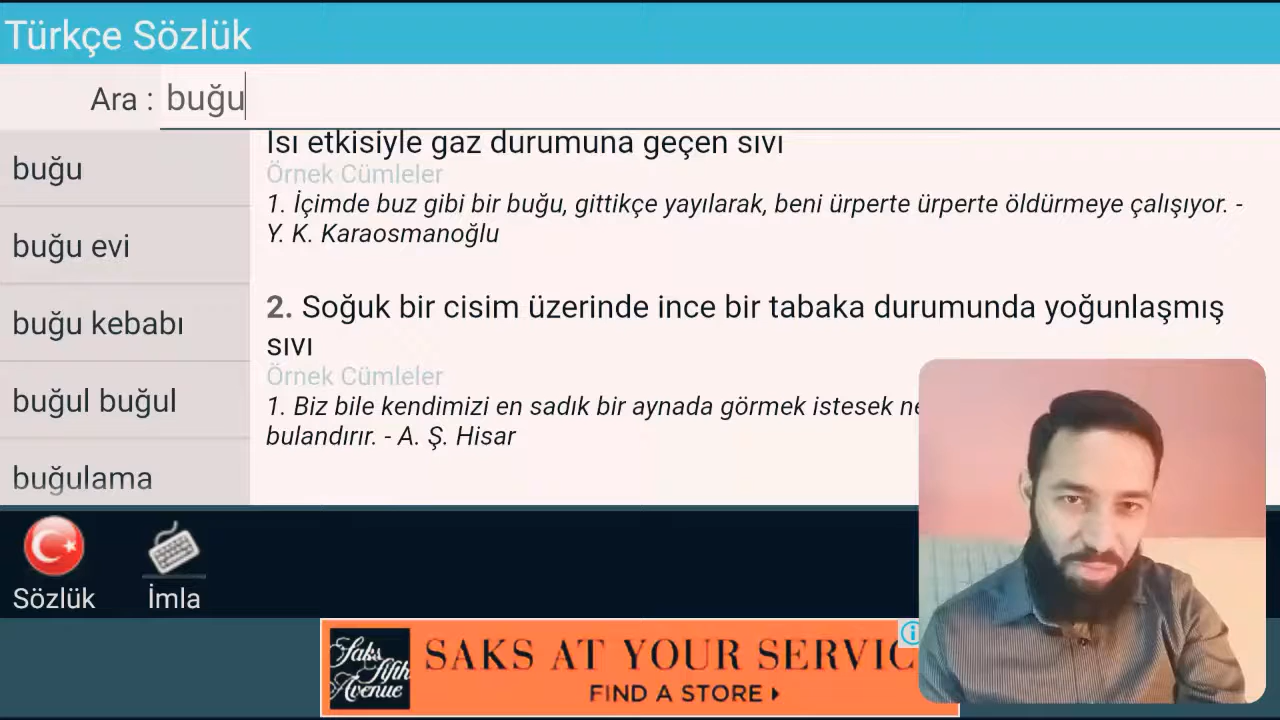 Türkçe Sözlük
Ara : buğu
buğu
buğu evi
buğu kebabı
buğul buğul
buğulama
Isı etkisiyle gaz durumuna geçen sıvı
Örnek Cümleler
1. İçimde buz gibi bir buğu, gittikçe yayılarak, beni ürperte ürperte öldürmeye çalışıyor. -
Y. K. Karaosmanoğlu
2. Soğuk bir cisim üzerinde ince bir tabaka durumunda yoğunlaşmış
sıvı
Örnek Cümleler
1. Biz bile kendimizi en sadık bir aynada görmek istesek
bulandırır. - A. Ş. Hisar
Sözlük
İmla
Saks
Fifth
Avenue
SAKS AT YOUR SERVIC
FIND A STORE